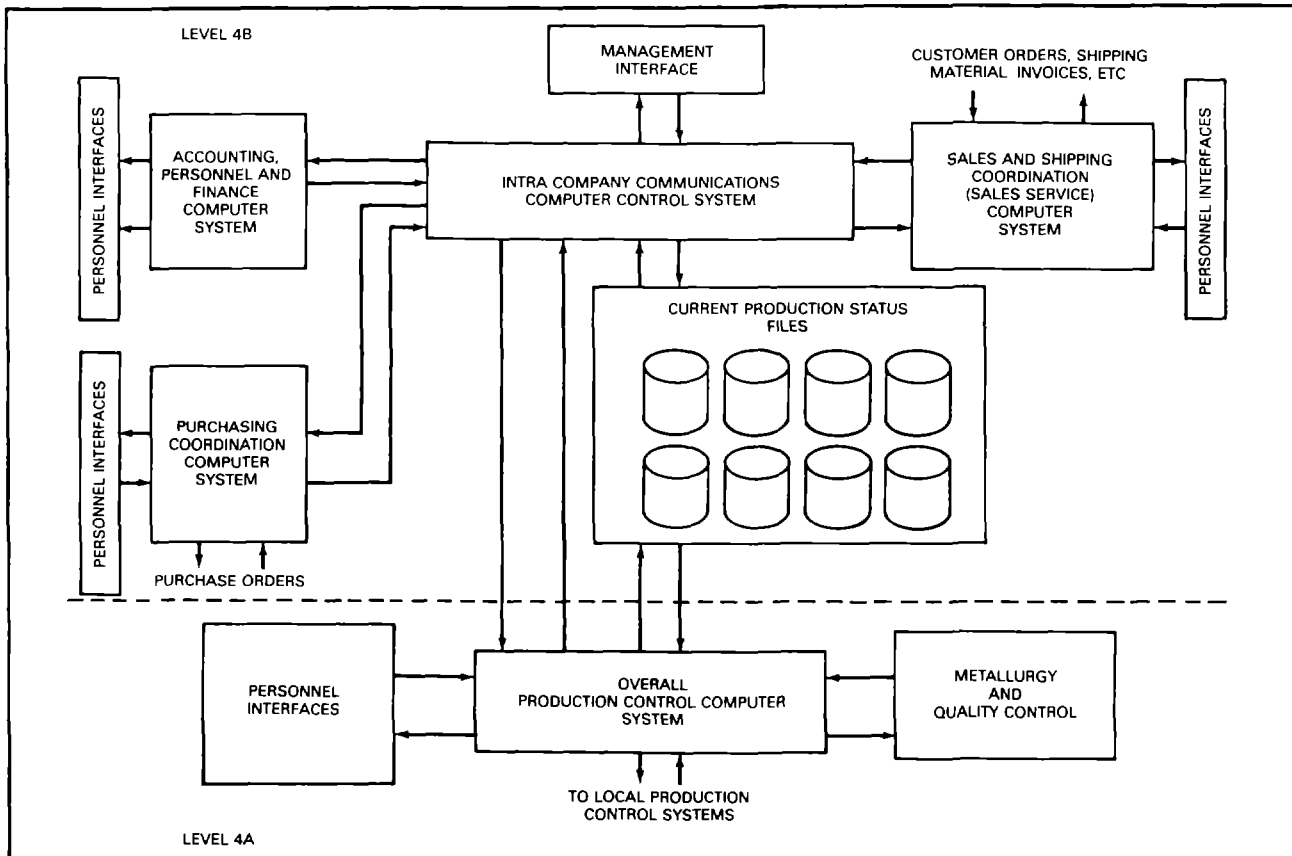 LEVEL 4B
MANAGEMENT
INTERFACE
CUSTOMER ORDERS, SHIPPING
MATERIAL INVOICES, ETC
PERSONNEL INTERFACES
ACCOUNTING,
PERSONNEL AND
FINANCE
COMPUTER
SYSTEM
INTRA COMPANY COMMUNICATIONS
COMPUTER CONTROL SYSTEM
SALES AND SHIPPING
COORDINATION
(SALES SERVICE)
COMPUTER
SYSTEM
PERSONNEL INTERFACES
CURRENT PRODUCTION STATUS
FILES
PERSONNEL INTERFACES
PURCHASING
COORDINATION
COMPUTER
SYSTEM
PURCHASE ORDERS
PERSONNEL
INTERFACES
OVERALL
PRODUCTION CONTROL COMPUTER
SYSTEM
METALLURGY
AND
QUALITY CONTROL
TO LOCAL PRODUCTION
CONTROL SYSTEMS
LEVEL 4A